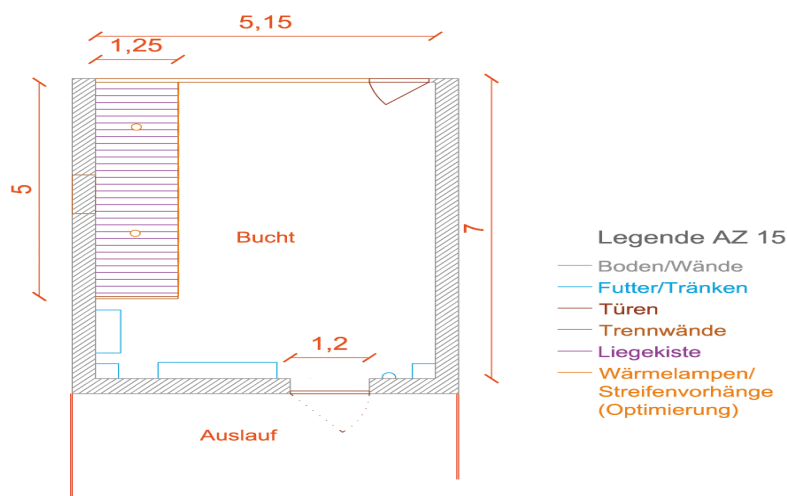 5,15
1,25
5
7
Bucht
1,2
Auslauf
Legende AZ 15
Boden/Wände
Futter/Tränken
Türen
Trennwände
Liegekiste
Wärmelampen/
Streifenvorhänge
(Optimierung)